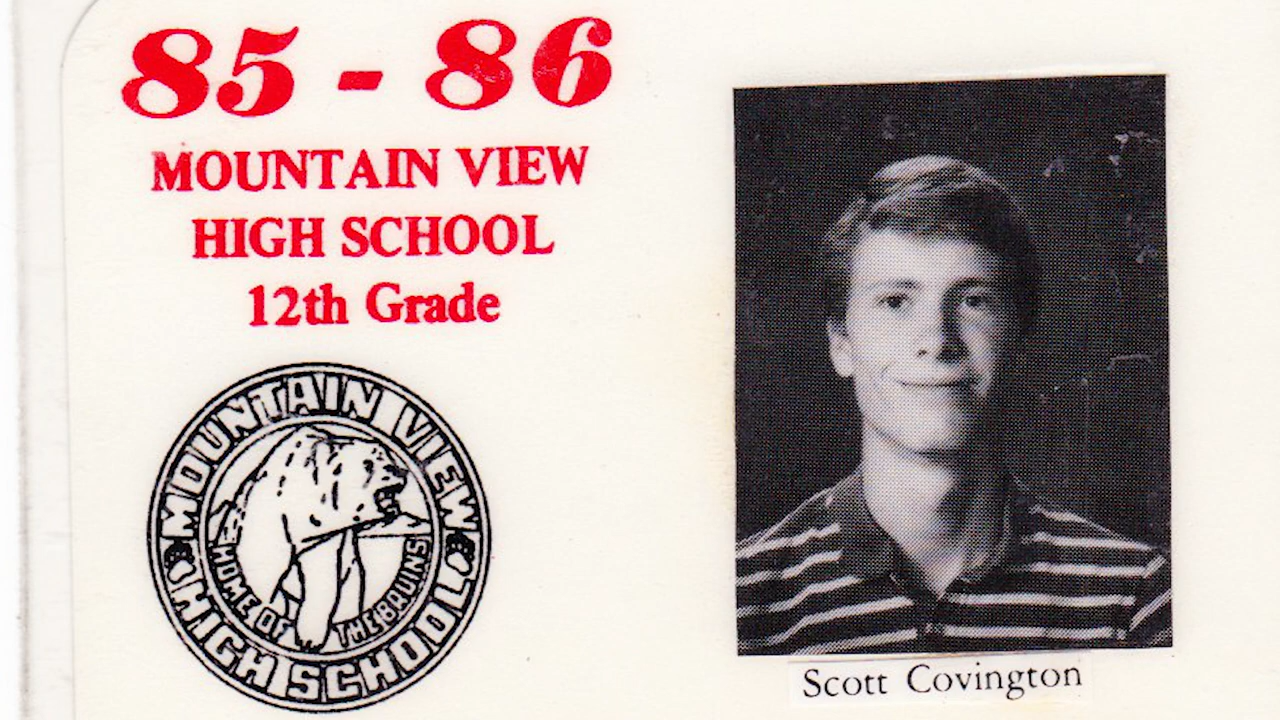 85 - 86
MOUNTAIN VIEW
HIGH SCHOOL
12th Grade
MOUNTAIN VIEW
HOME OF THE BRUINS
HIGH SCHOOL
Scott Covington